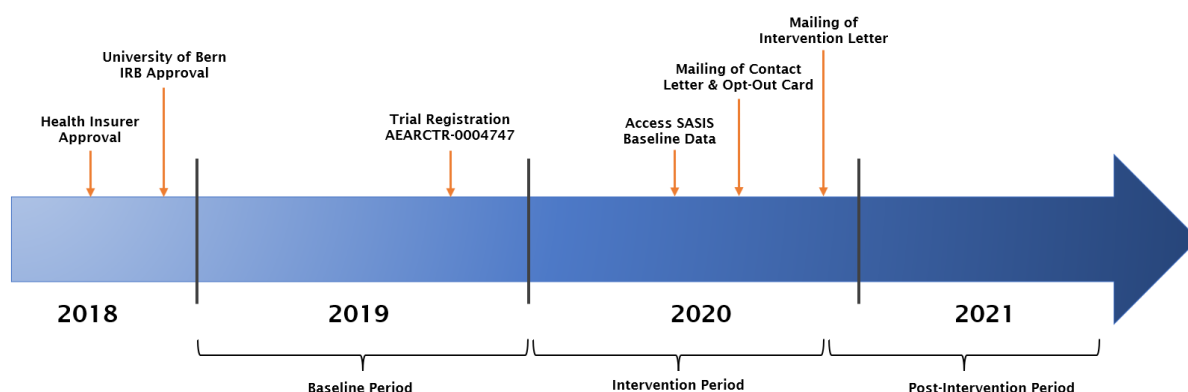 Mailing of
Intervention Letter
University of Bern
IRB Approval
Mailing of Contact
Letter & Opt-Out Card
Health Insurer
Approval
Trial Registration
AEARCTR-0004747
Access SASIS
Baseline Data
2018
2019
2020
2021
Baseline Period
Intervention Period
Post-Intervention Period